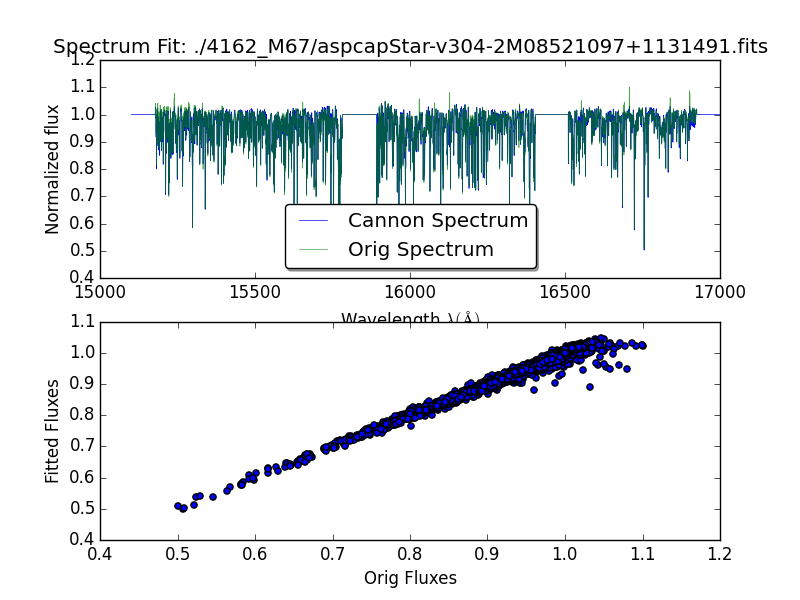 Spectrum Fit: ./4162_M67/aspcapStar-v304-2M08521097+1131491.fits
1.2
1.1
1.0
0.9
0.8
0.7
0.6
0.5
0.4
Normalized flux
Cannon Spectrum
Orig Spectrum
15000 15500 16000 16500 17000
Wavelength λ(Å)
1.1
1.0
0.9
0.8
0.7
0.6
0.5
0.4
Fitted Fluxes
0.4 0.5 0.6 0.7 0.8 0.9 1.0 1.1 1.2
Orig Fluxes